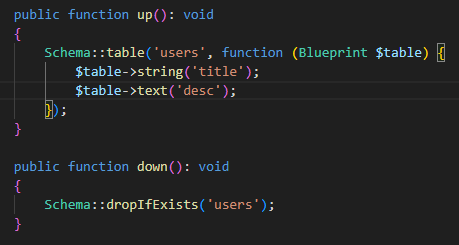 public function up(): void
{
    Schema::table('users', function (Blueprint $table) {
        $table->string('title');
        $table->text('desc');
    });
}

public function down(): void
{
    Schema::dropIfExists('users');
}